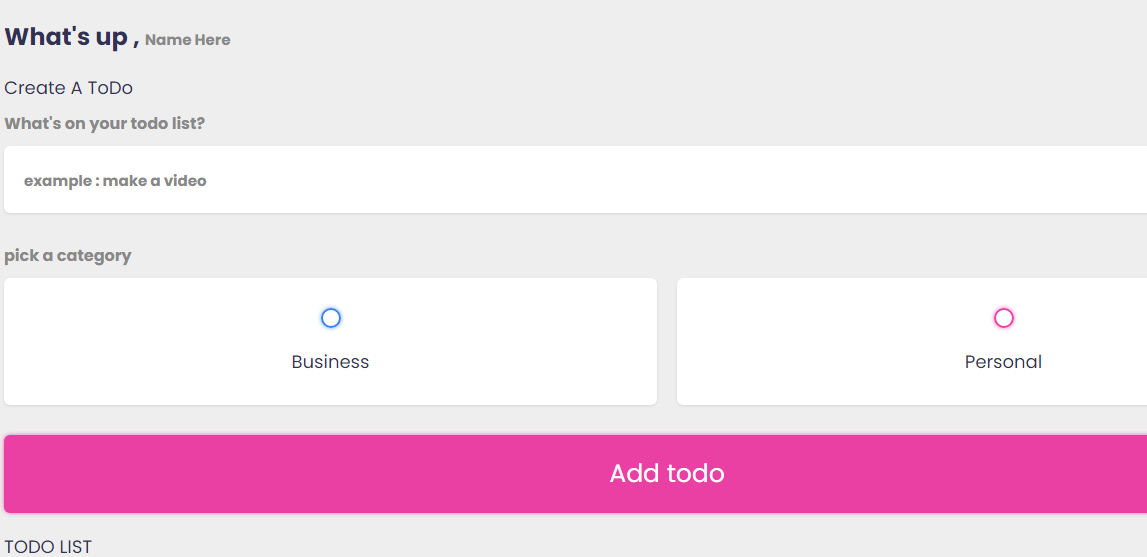 What's up , Name Here
Create A ToDo
What's on your todo list?
example : make a video
pick a category
Business Personal
Add todo
TODO LIST